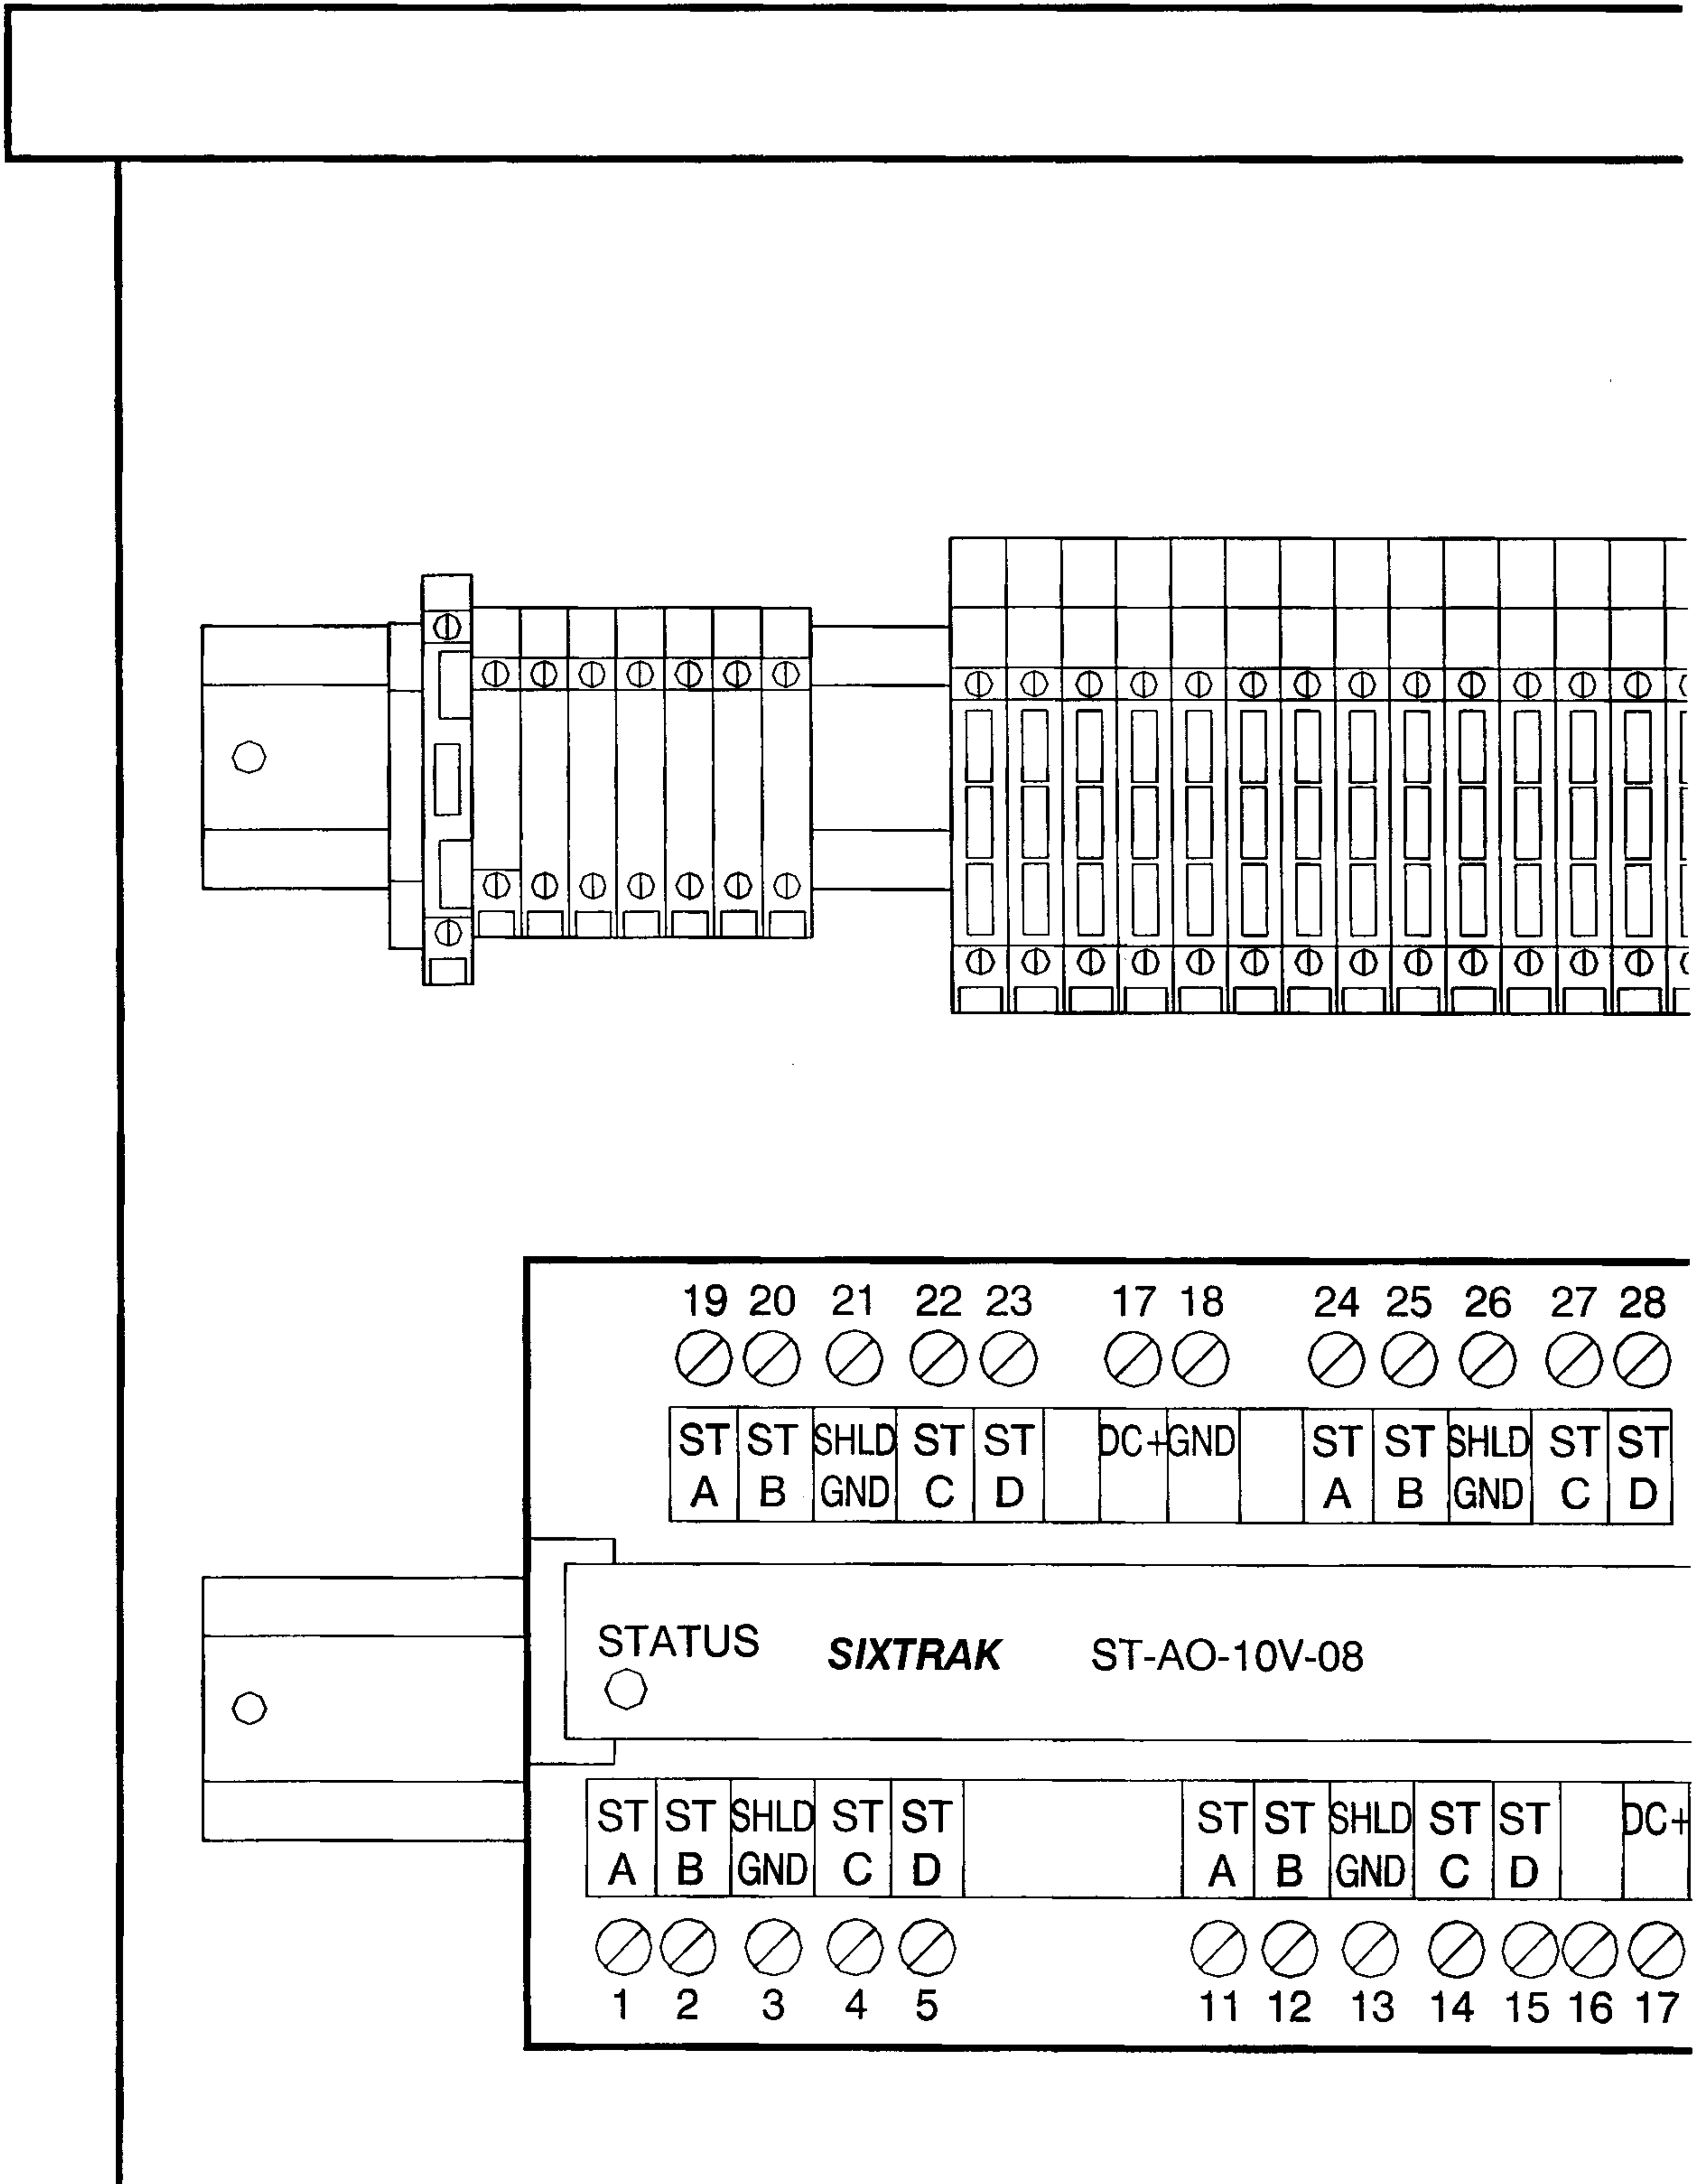 19 20 21 22 23 17 18 24 25 26 27 28
ST ST SHLD ST ST DC+ GND ST ST SHLD ST ST
A B GND C D A B GND C D
STATUS SIXTRAK ST-AO-10V-08
ST ST SHLD ST ST ST ST SHLD ST ST DC+
A B GND C D A B GND C D
1 2 3 4 5 11 12 13 14 15 16 17